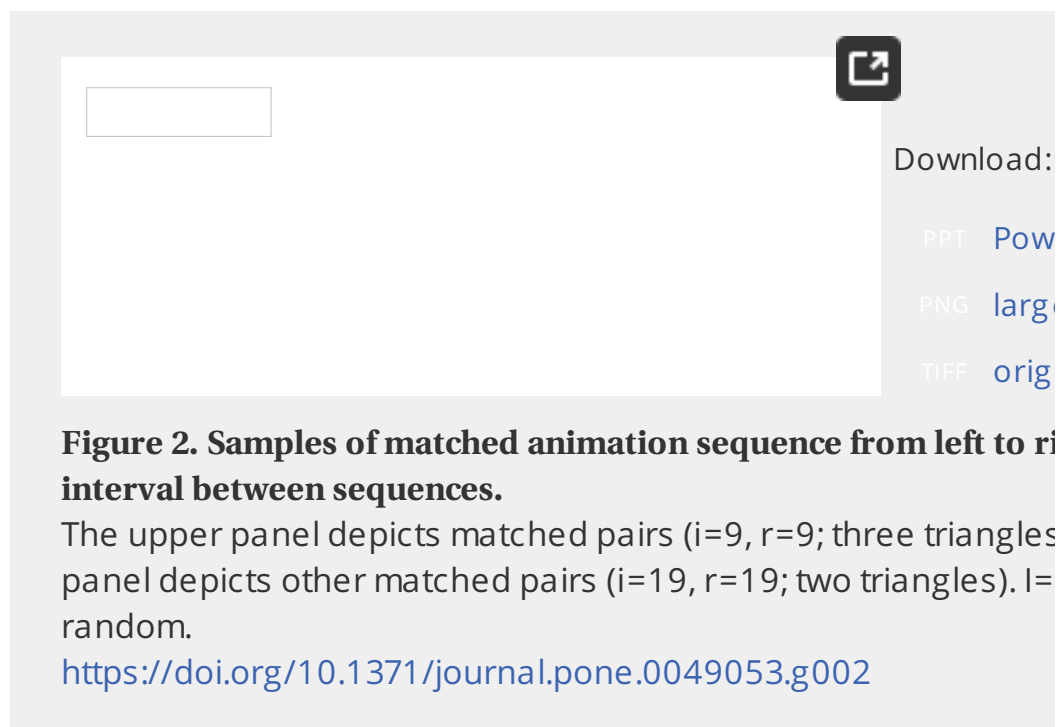 Download:
PPT Pow
PNG larg
TIFF orig
Figure 2. Samples of matched animation sequence from left to ri
interval between sequences.
The upper panel depicts matched pairs (i=9, r=9; three triangles
panel depicts other matched pairs (i=19, r=19; two triangles). I=
random.
https://doi.org/10.1371/journal.pone.0049053.g002